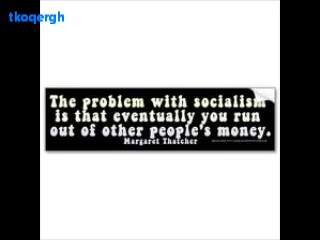 tkoqergh
The problem with socialism
is that eventually you run
out of other people's money.
Margaret Thatcher